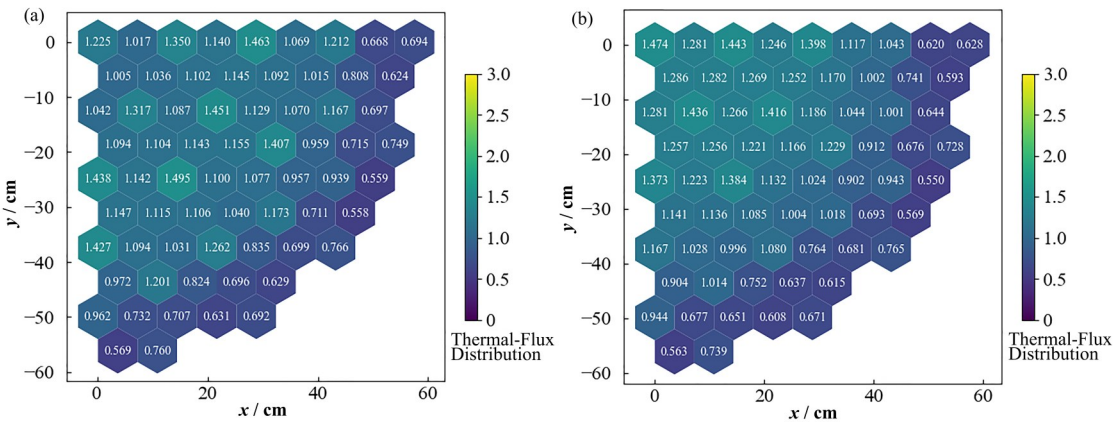 (a)
0
−10
−20
−30
−40
−50
−60
y / cm
1.225 1.017 1.350 1.140 1.463 1.069 1.212 0.668 0.694
1.005 1.036 1.102 1.145 1.092 1.015 0.808 0.624
1.042 1.317 1.087 1.451 1.129 1.070 1.167 0.697
1.094 1.104 1.143 1.155 1.407 0.959 0.715 0.749
1.438 1.142 1.495 1.100 1.077 0.957 0.939 0.559
1.147 1.115 1.106 1.040 1.173 0.711 0.558
1.427 1.094 1.031 1.262 0.835 0.699 0.766
0.972 1.201 0.824 0.696 0.629
0.962 0.732 0.707 0.631 0.692
0.569 0.760
0 20 40 60
x / cm
3.0
2.5
2.0
1.5
1.0
0.5
0
Thermal-Flux
Distribution
(b)
0
−10
−20
−30
−40
−50
−60
y / cm
1.474 1.281 1.443 1.246 1.398 1.117 1.043 0.620 0.628
1.286 1.282 1.269 1.252 1.170 1.002 0.741 0.593
1.281 1.436 1.266 1.416 1.186 1.044 1.001 0.644
1.257 1.256 1.221 1.166 1.229 0.912 0.676 0.728
1.373 1.223 1.384 1.132 1.024 0.902 0.943 0.550
1.141 1.136 1.085 1.004 1.018 0.693 0.569
1.167 1.028 0.996 1.080 0.764 0.681 0.765
0.904 1.014 0.752 0.637 0.615
0.944 0.677 0.651 0.608 0.671
0.563 0.739
0 20 40 60
x / cm
3.0
2.5
2.0
1.5
1.0
0.5
0
Thermal-Flux
Distribution